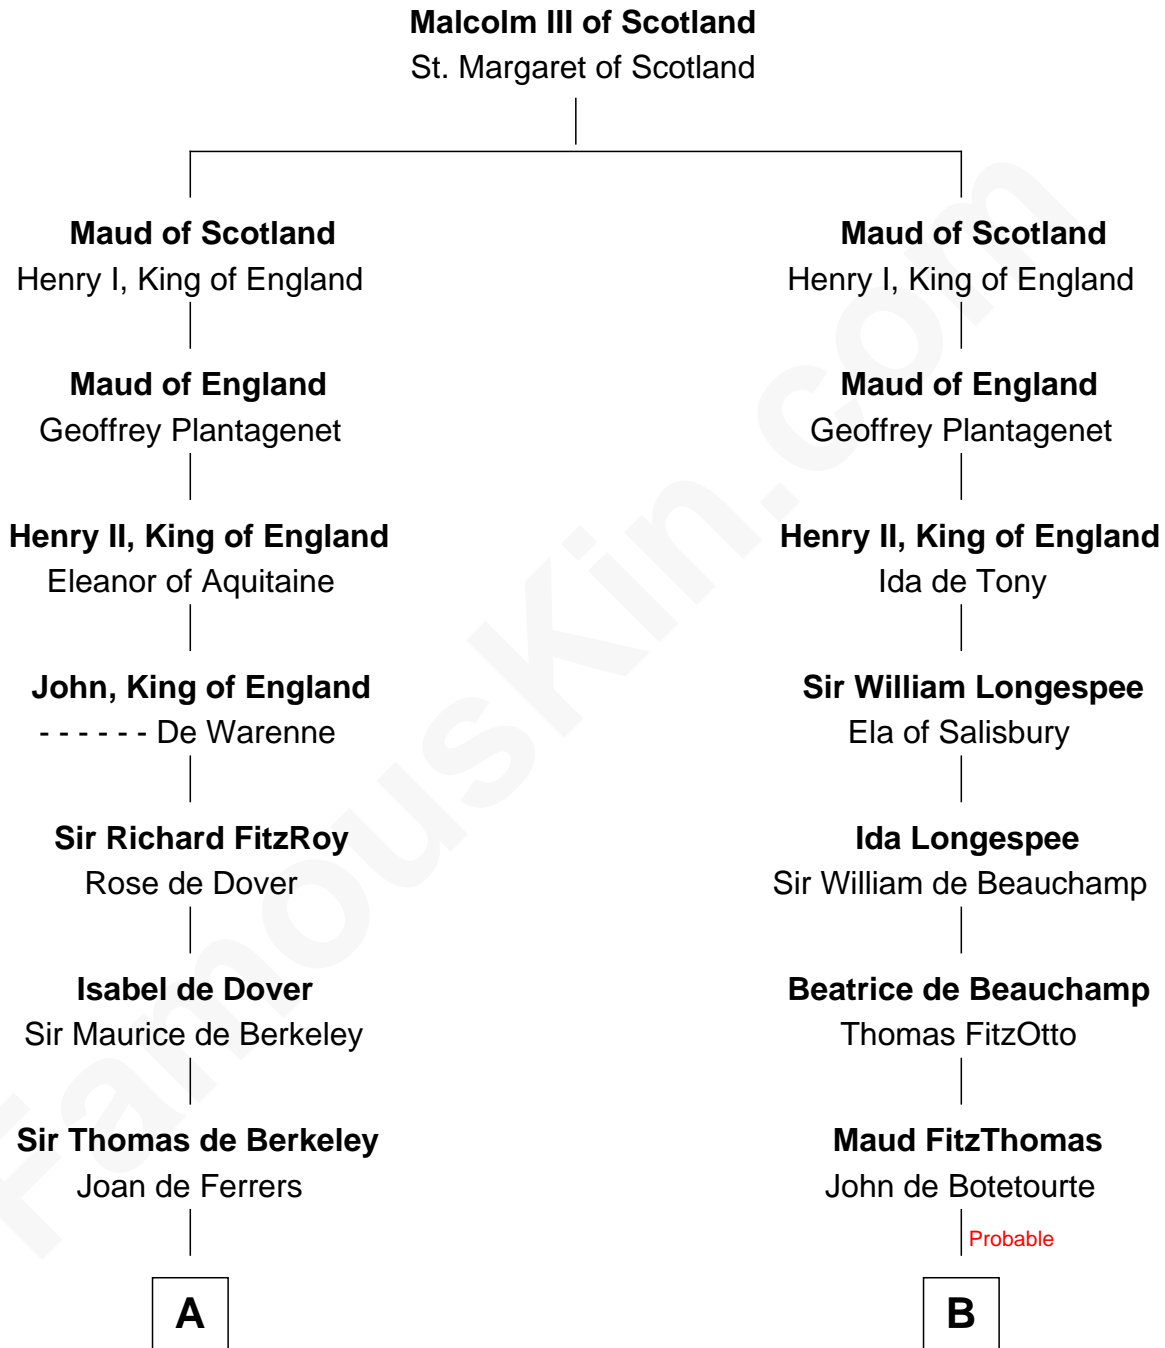 Malcolm III of Scotland
St. Margaret of Scotland
Maud of Scotland
Henry I, King of England
Maud of England
Geoffrey Plantagenet
Henry II, King of England
Eleanor of Aquitaine
John, King of England
- - - - - - De Warenne
Sir Richard FitzRoy
Rose de Dover
Isabel de Dover
Sir Maurice de Berkeley
Sir Thomas de Berkeley
Joan de Ferrers
A
Maud of Scotland
Henry I, King of England
Maud of England
Geoffrey Plantagenet
Henry II, King of England
Ida de Tony
Sir William Longespee
Ela of Salisbury
Ida Longespee
Sir William de Beauchamp
Beatrice de Beauchamp
Thomas FitzOtto
Maud FitzThomas
John de Botetourte
Probable
B
FamousKin.com